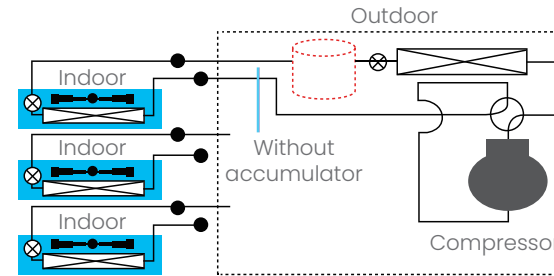 Outdoor
Indoor
Indoor
Without
accumulator
Indoor
Compressor